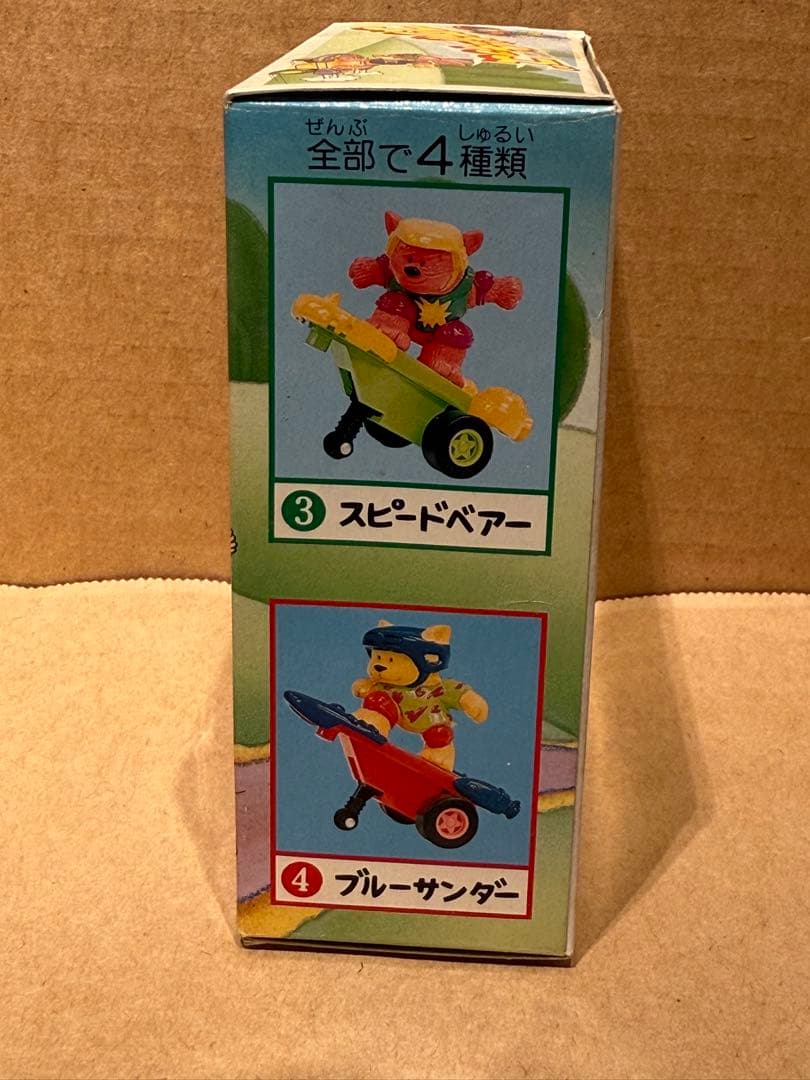 ぜんぶ しゅるい
全部で4種類
3 スピードベアー
4 ブルーサンダー